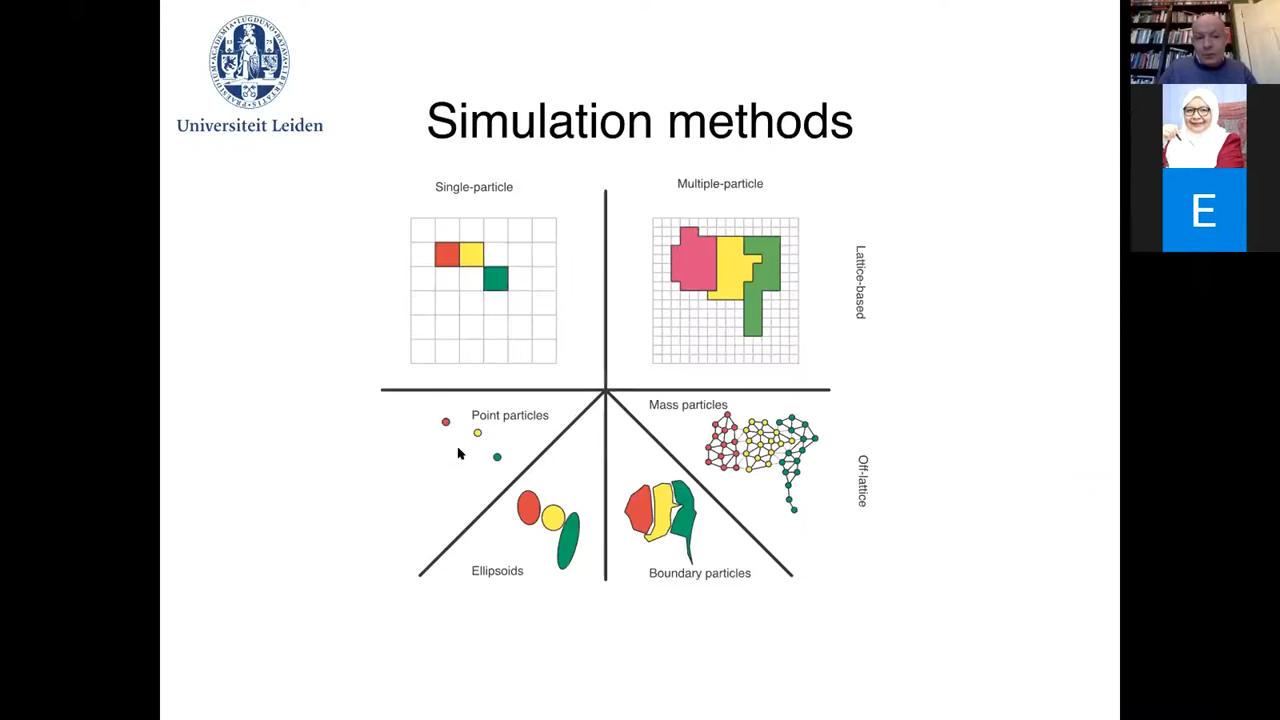 Universiteit Leiden
Simulation methods
Single-particle
Multiple-particle
Lattice-based
Point particles
Mass particles
Off-lattice
Ellipsoids
Boundary particles
E